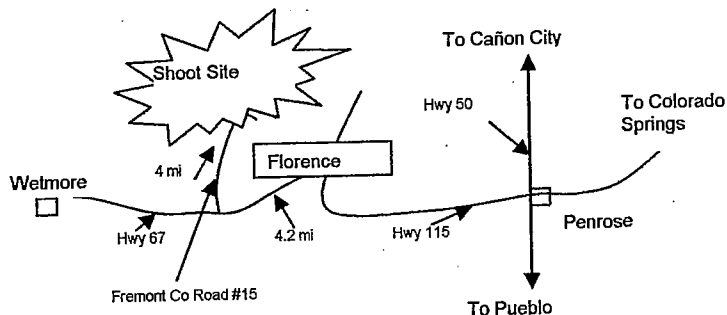 To Cañon City
Shoot Site
Hwy 50
To Colorado
Springs
4 mi
Florence
Wetmore
Hwy 67
4.2 mi
Hwy 115
Penrose
Fremont Co Road #15
To Pueblo